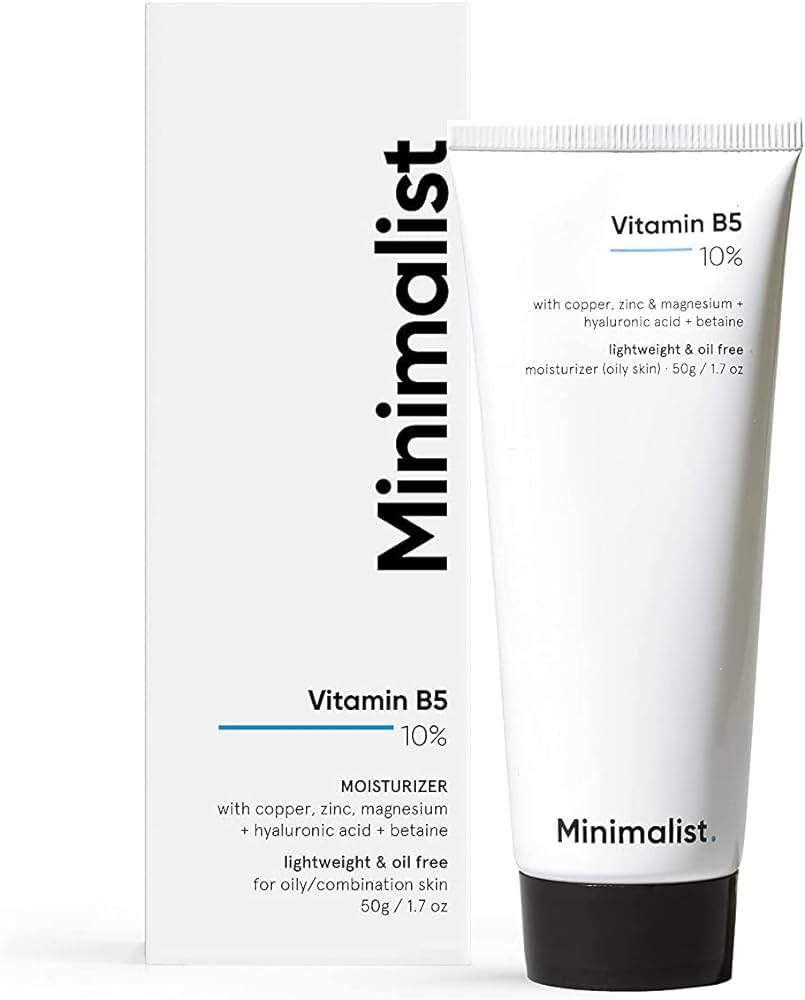 Minimalist
Vitamin B5
10%
MOISTURIZER
with copper, zinc, magnesium
+ hyaluronic acid + betaine
lightweight & oil free
for oily/combination skin
50g / 1.7 oz
Vitamin B5
10%
with copper, zinc & magnesium +
hyaluronic acid + betaine
lightweight & oil free
moisturizer (oily skin) · 50g / 1.7 oz
Minimalist.